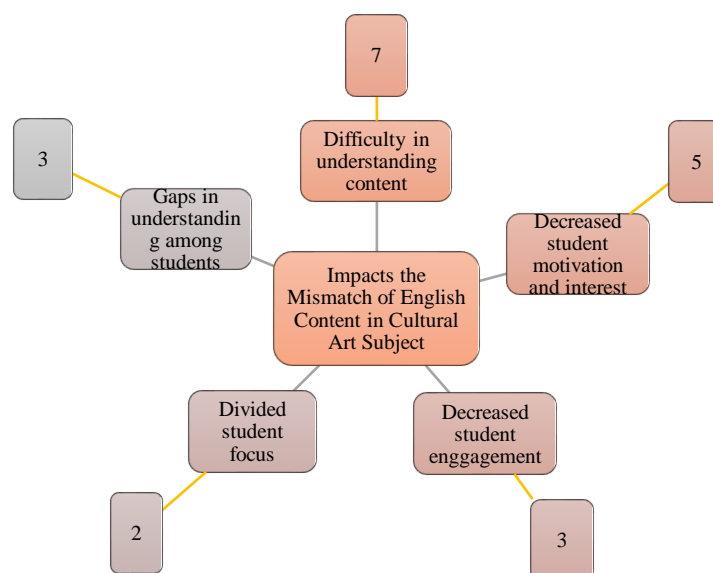 7
Difficulty in
understanding
content
3
Gaps in
understandin
g among
students
5
Decreased
student
motivation
and interest
Impacts the
Mismatch of English
Content in Cultural
Art Subject
Divided
student
focus
2
Decreased
student
enggagement
3